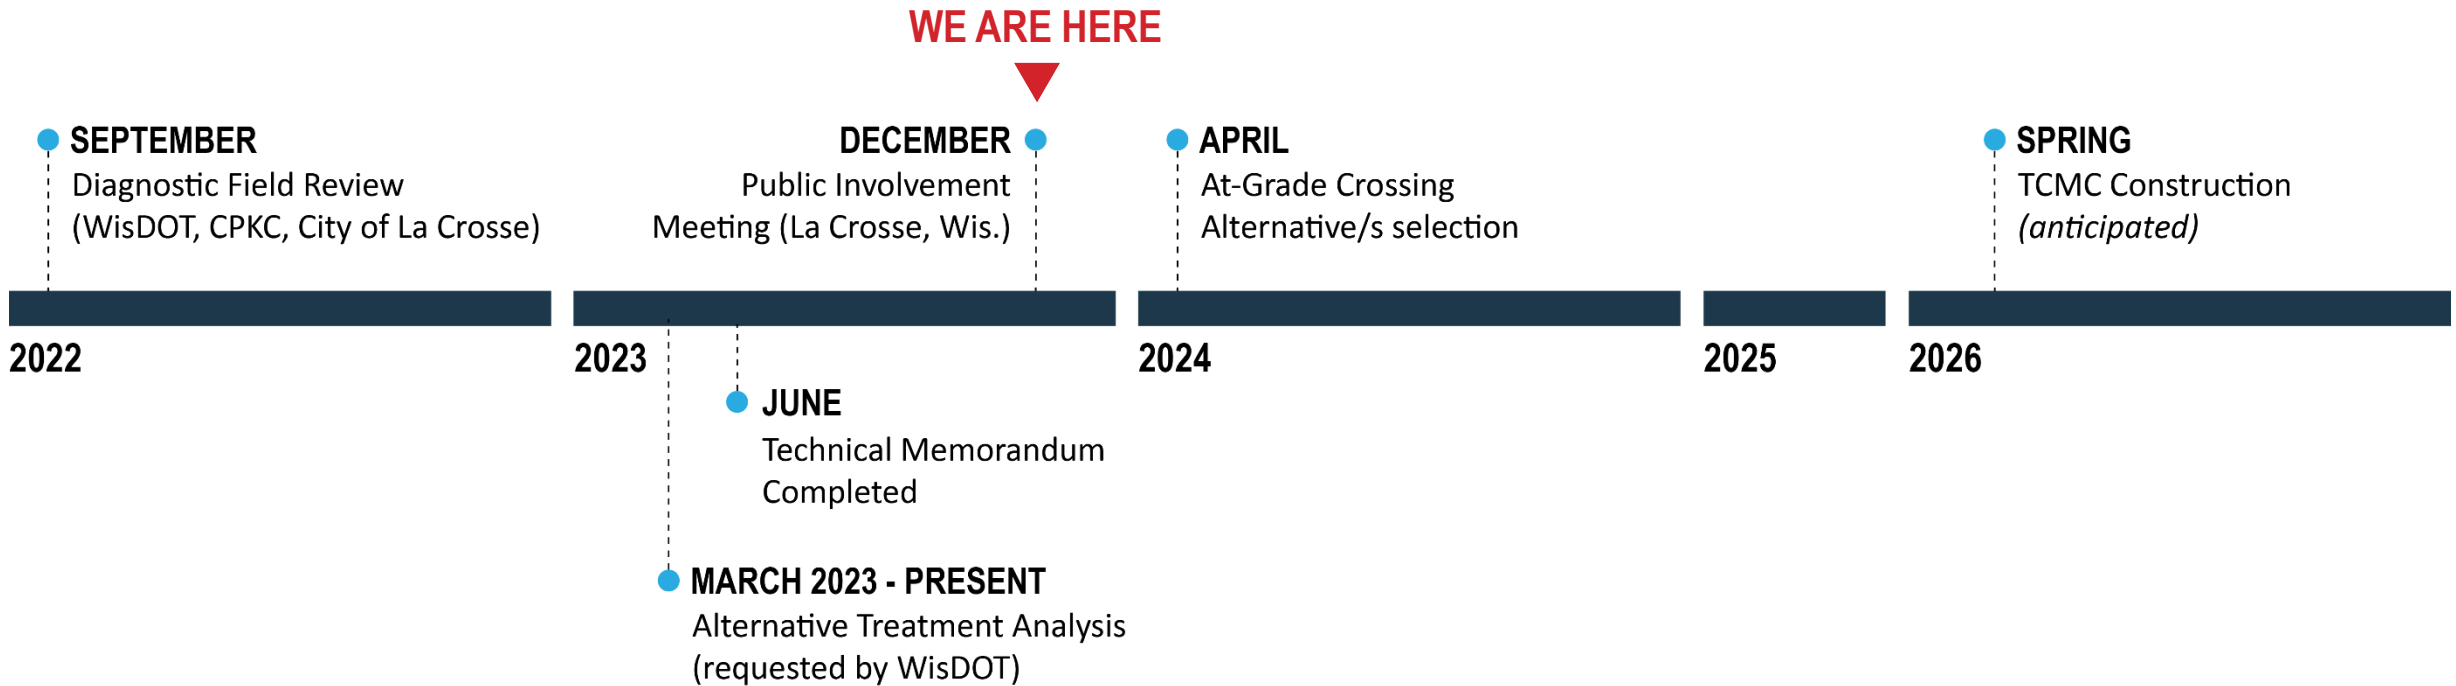 WE ARE HERE
SEPTEMBER
Diagnostic Field Review
(WisDOT, CPKC, City of La Crosse)
DECEMBER
Public Involvement
Meeting (La Crosse, Wis.)
APRIL
At-Grade Crossing
Alternative/s selection
SPRING
TCMC Construction
(anticipated)
2022
2023
2024
2025
2026
JUNE
Technical Memorandum
Completed
MARCH 2023 - PRESENT
Alternative Treatment Analysis
(requested by WisDOT)